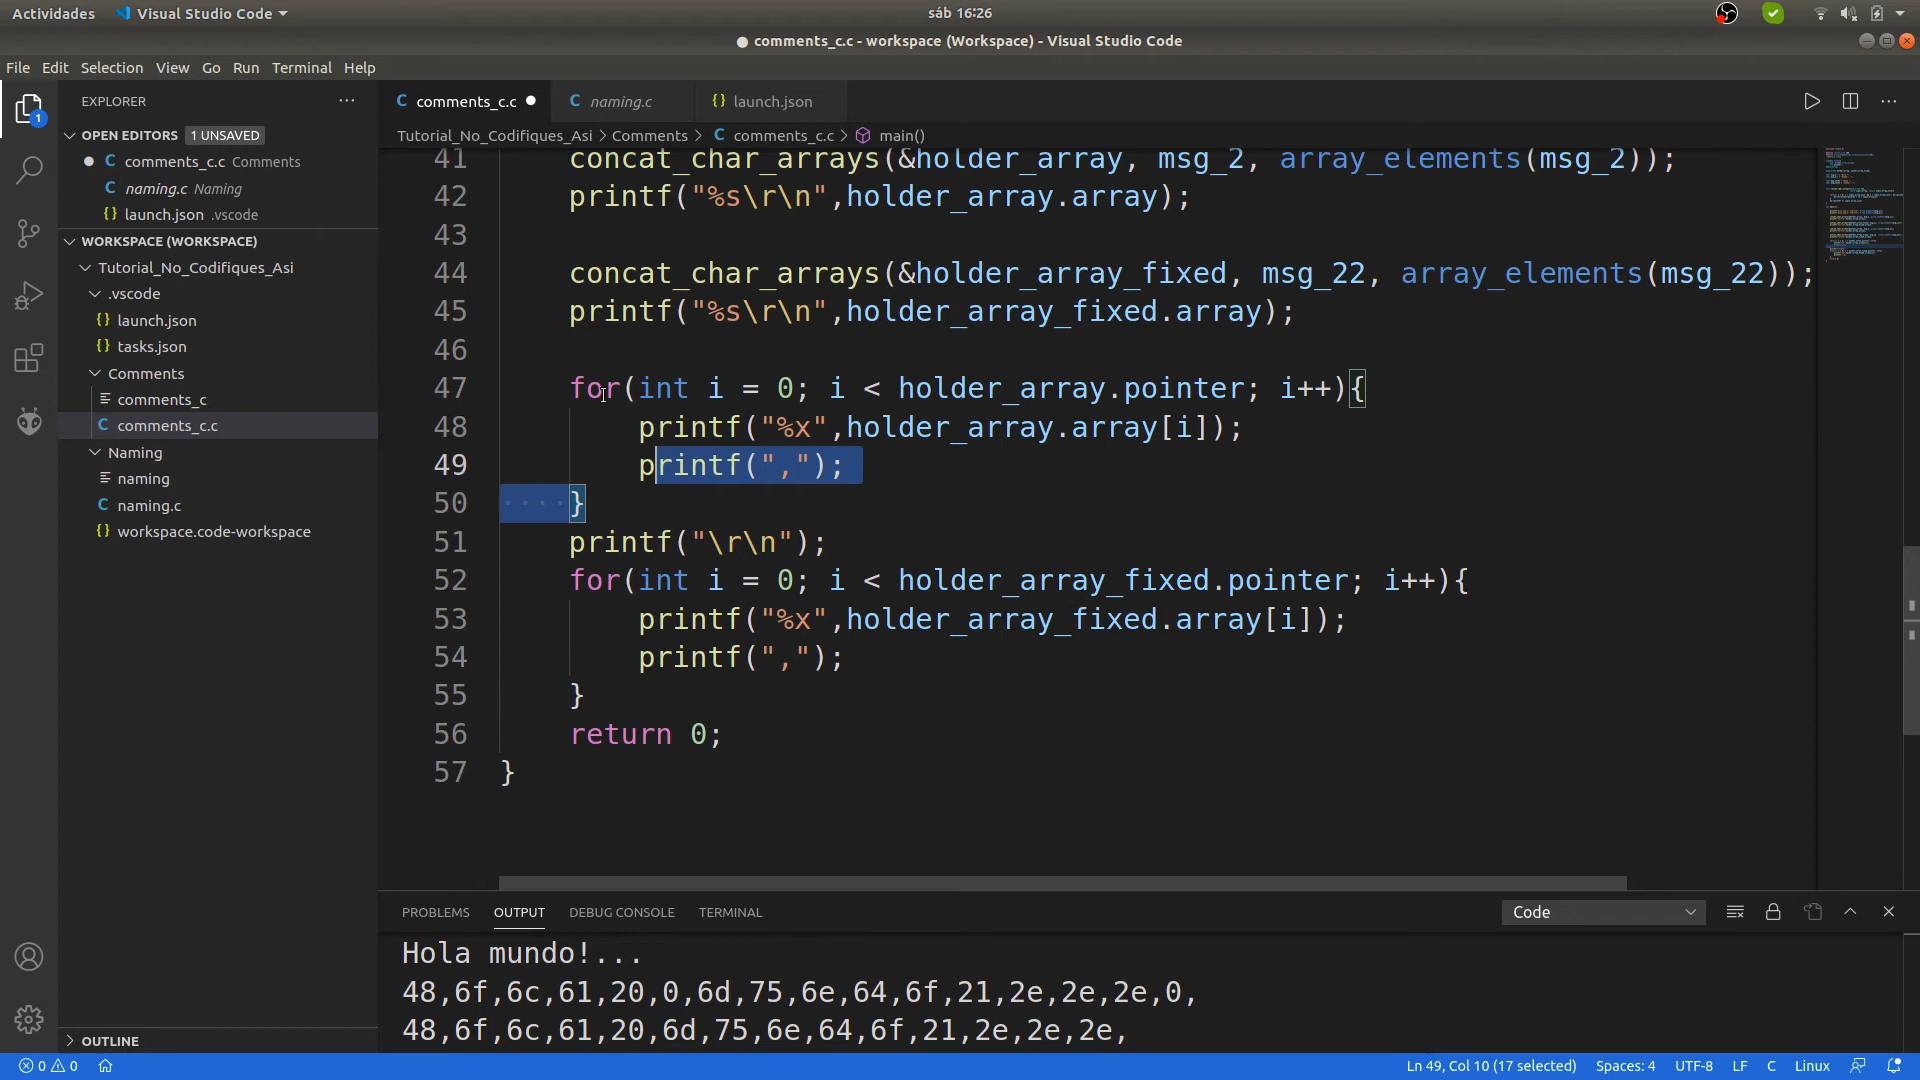 Actividades Visual Studio Code sáb 16:26
● comments_c.c - workspace (Workspace) - Visual Studio Code
File Edit Selection View Go Run Terminal Help
EXPLORER
OPEN EDITORS 1 UNSAVED
comments_c.c Comments
naming.c Naming
launch.json .vscode
WORKSPACE (WORKSPACE)
Tutorial_No_Codifiques_Asi
.vscode
launch.json
tasks.json
Comments
comments_c
comments_c.c
Naming
naming
naming.c
workspace.code-workspace
OUTLINE
1
comments_c.c naming.c launch.json
Tutorial_No_Codifiques_Asi > Comments > comments_c.c > main()
41 concat_char_arrays(&holder_array, msg_2, array_elements(msg_2));
42 printf("%s\r\n",holder_array.array);
43
44 concat_char_arrays(&holder_array_fixed, msg_22, array_elements(msg_22));
45 printf("%s\r\n",holder_array_fixed.array);
46
47 for(int i = 0; i < holder_array.pointer; i++){
48 printf("%x",holder_array.array[i]);
49 printf(",");
50 }
51 printf("\r\n");
52 for(int i = 0; i < holder_array_fixed.pointer; i++){
53 printf("%x",holder_array_fixed.array[i]);
54 printf(",");
55 }
56 return 0;
57 }
PROBLEMS OUTPUT DEBUG CONSOLE TERMINAL Code
Hola mundo!...
48,6f,6c,61,20,0,6d,75,6e,64,6f,21,2e,2e,2e,0,
48,6f,6c,61,20,6d,75,6e,64,6f,21,2e,2e,2e,
0 0 Ln 49, Col 10 (17 selected) Spaces: 4 UTF-8 LF C Linux